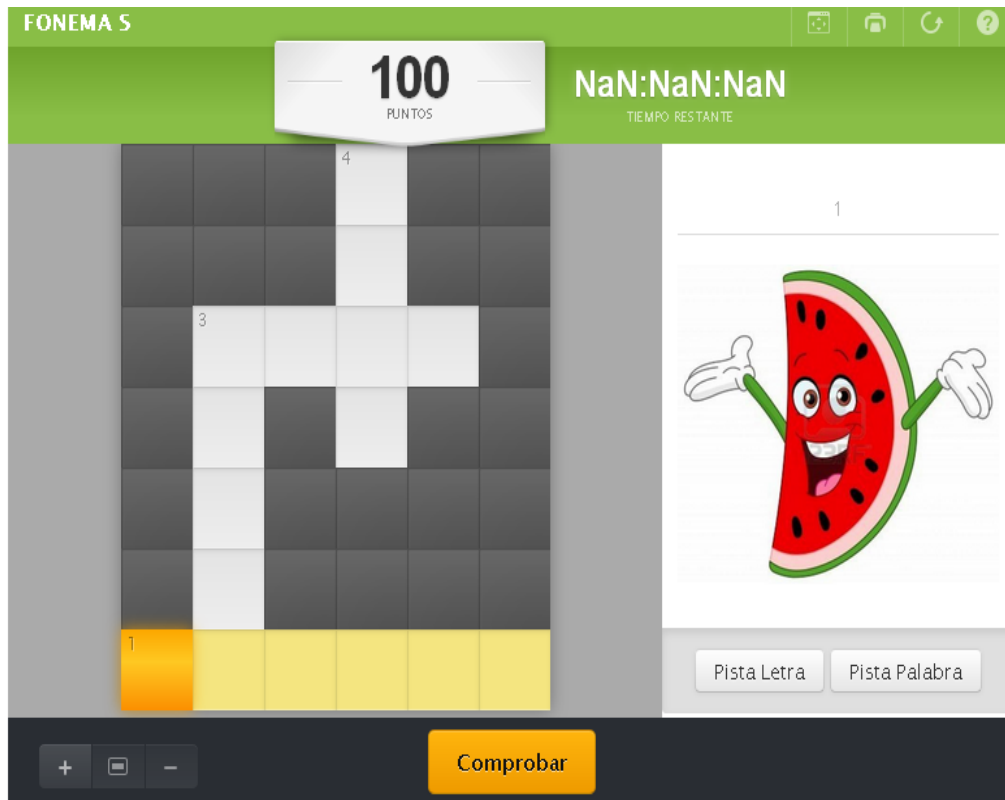 FONEMA S
100
PUNTOS
NaN:NaN:NaN
TIEMPO RESTANTE
4
3
1
1
Pista Letra
Pista Palabra
Comprobar